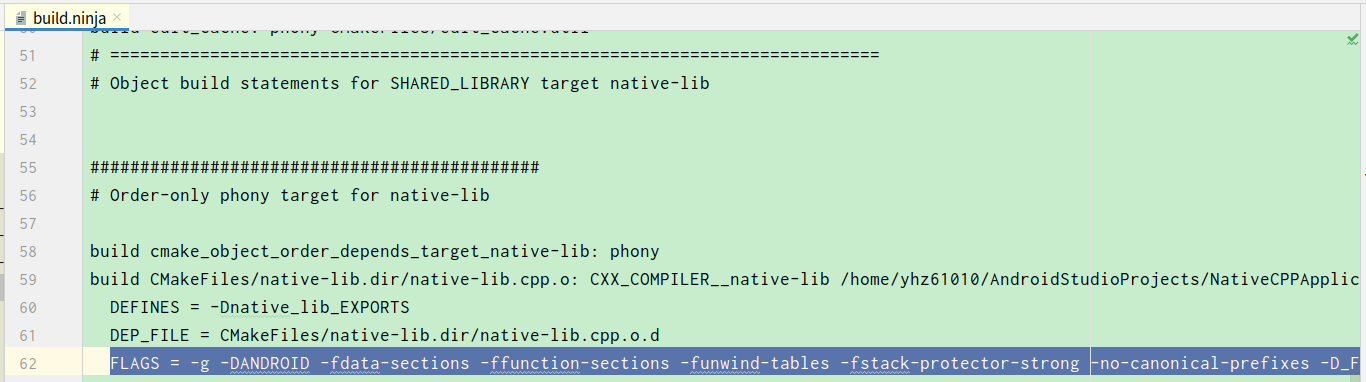 build.ninja
51 # =============================================================================
52 # Object build statements for SHARED_LIBRARY target native-lib
53
54
55 #############################################
56 # Order-only phony target for native-lib
57
58 build cmake_object_order_depends_target_native-lib: phony
59 build CMakeFiles/native-lib.dir/native-lib.cpp.o: CXX_COMPILER__native-lib /home/yhz61010/AndroidStudioProjects/NativeCPPApplic
60 DEFINES = -Dnative_lib_EXPORTS
61 DEP_FILE = CMakeFiles/native-lib.dir/native-lib.cpp.o.d
62 FLAGS = -g -DANDROID -fdata-sections -ffunction-sections -funwind-tables -fstack-protector-strong -no-canonical-prefixes -D_F